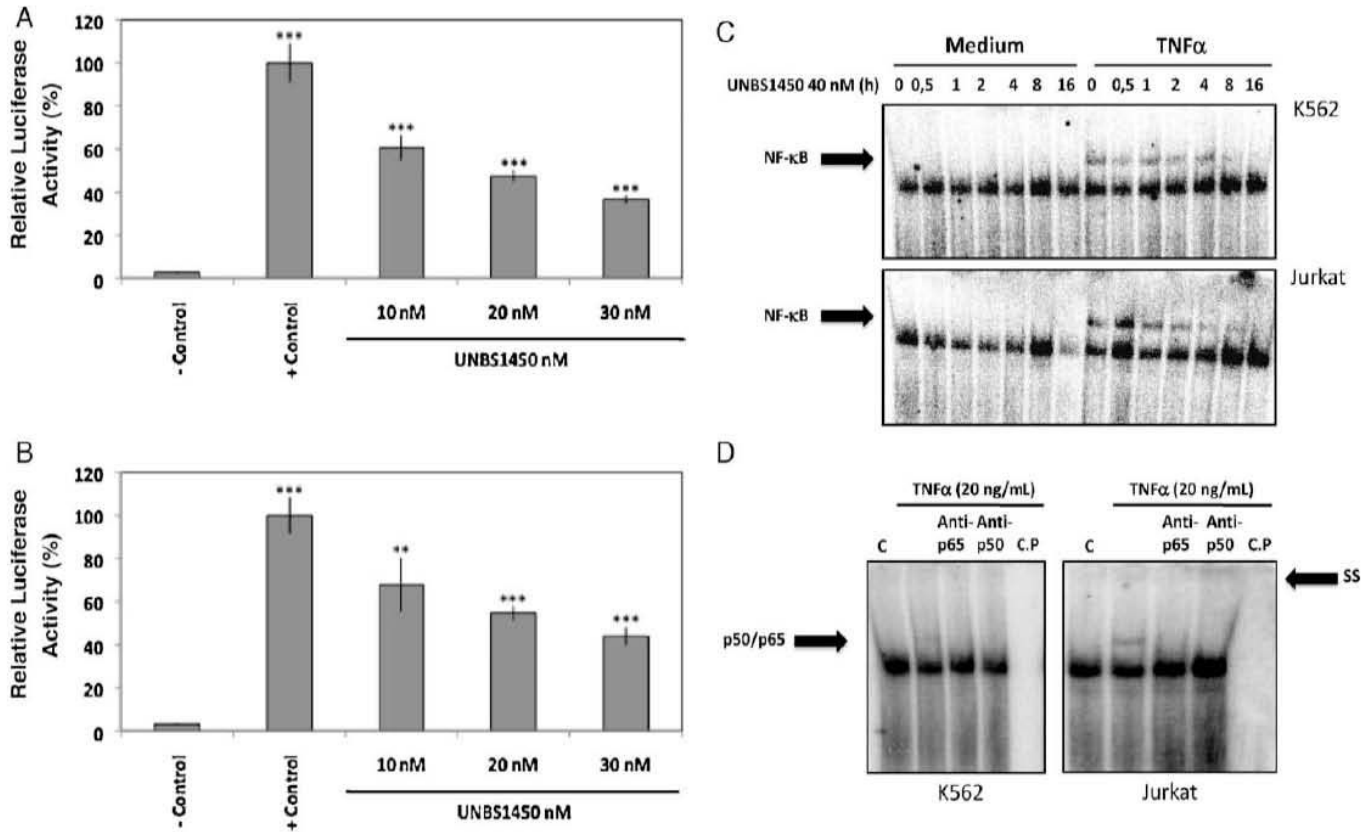 A
Relative Luciferase
Activity (%)
120
100
80
60
40
20
0
***
***
***
***
- Control
+ Control
10 nM
20 nM
30 nM
UNBS1450 nM
B
Relative Luciferase
Activity (%)
120
100
80
60
40
20
0
***
**
***
***
- Control
+ Control
10 nM
20 nM
30 nM
UNBS1450 nM
C
Medium
TNFα
UNBS1450 40 nM (h)
0 0,5 1 2 4 8 16 0 0,5 1 2 4 8 16
K562
NF-κB
Jurkat
NF-κB
D
TNFα (20 ng/mL)
TNFα (20 ng/mL)
Anti- Anti-
Anti- Anti-
C p65 p50 C.P
C p65 p50 C.P
SS
p50/p65
K562
Jurkat